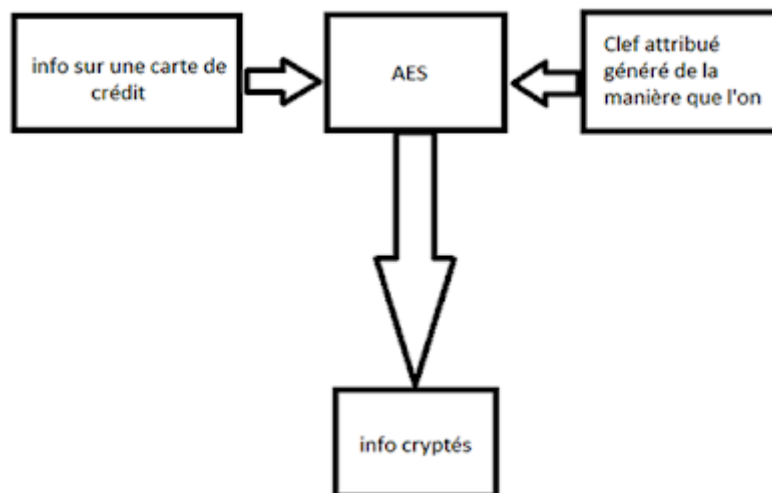 info sur une carte de
crédit
AES
Clef attribué
généré de la
manière que l'on
info cryptés